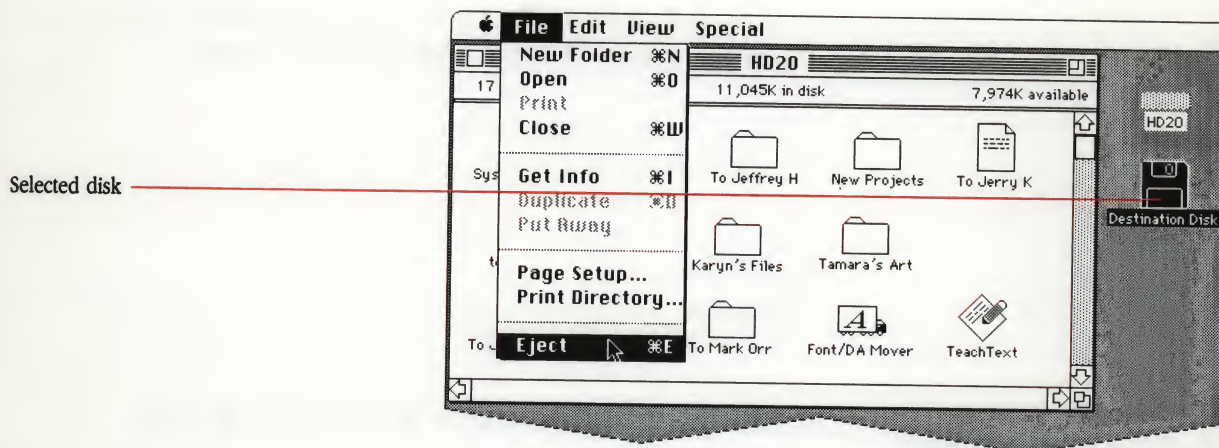 File Edit View Special
New Folder ⌘N
Open ⌘O
Print
Close ⌘W
Get Info ⌘I
Duplicate ⌘D
Put Away
Page Setup...
Print Directory...
Eject ⌘E
HD20
17
11,045K in disk
7,974K available
Sys
To Jeffrey H
New Projects
To Jerry K
Karyn's Files
Tamara's Art
To Mark Orr
Font/DA Mover
TeachText
HD20
Destination Disk
Selected disk